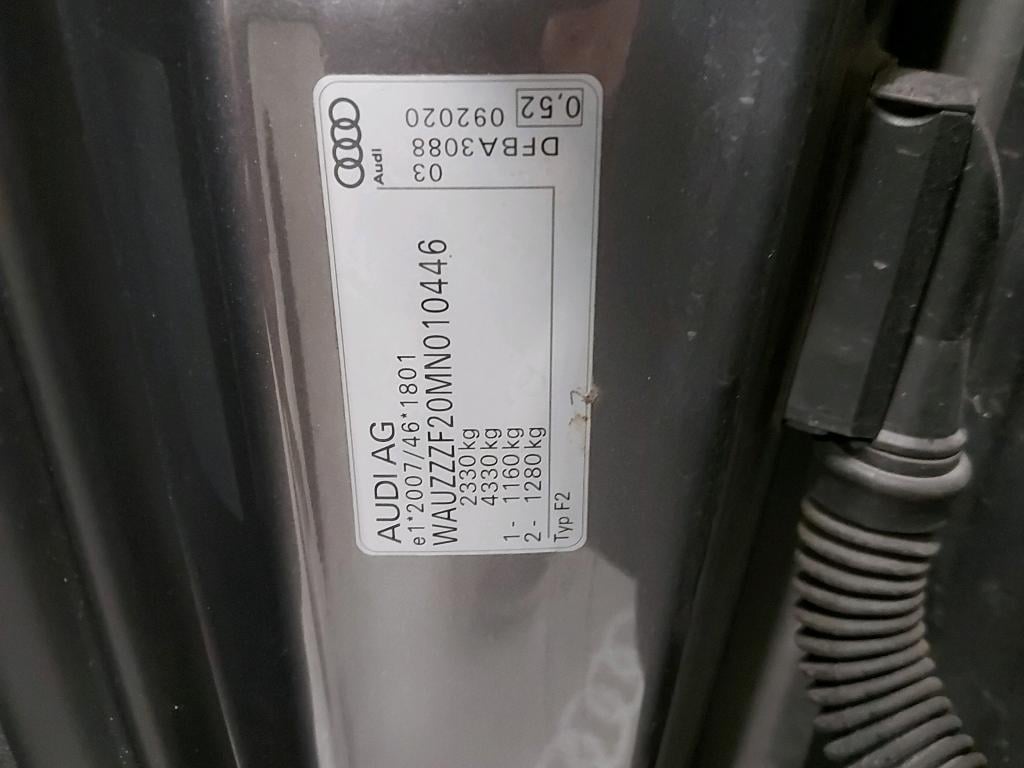 AUDI AG
e1*2007/46*1801
WAUZZZF20MN010446
2330 kg
4330 kg
1- 1160 kg
2- 1280 kg
Typ F2
Audi
03
DFBA3088
092020
0,52